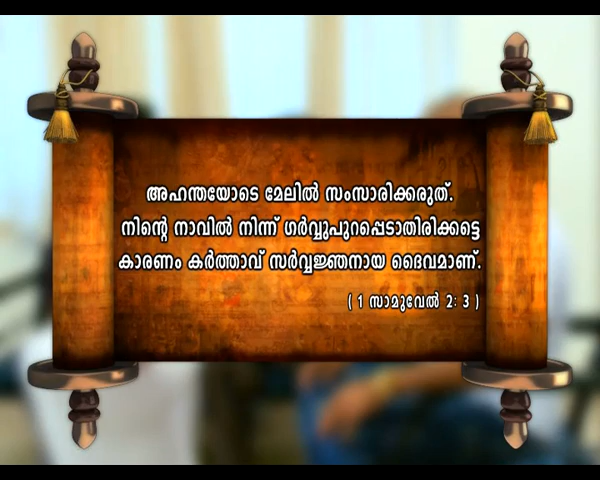 അഹന്തയോടെ മേലിൽ സംസാരിക്കരുത്.
നിന്റെ നാവിൽ നിന്ന് ഗർവ്വുപുറപ്പെടാതിരിക്കട്ടെ
കാരണം കർത്താവ് സർവ്വജ്ഞനായ ദൈവമാണ്.
( 1 സാമുവേൽ 2: 3 )